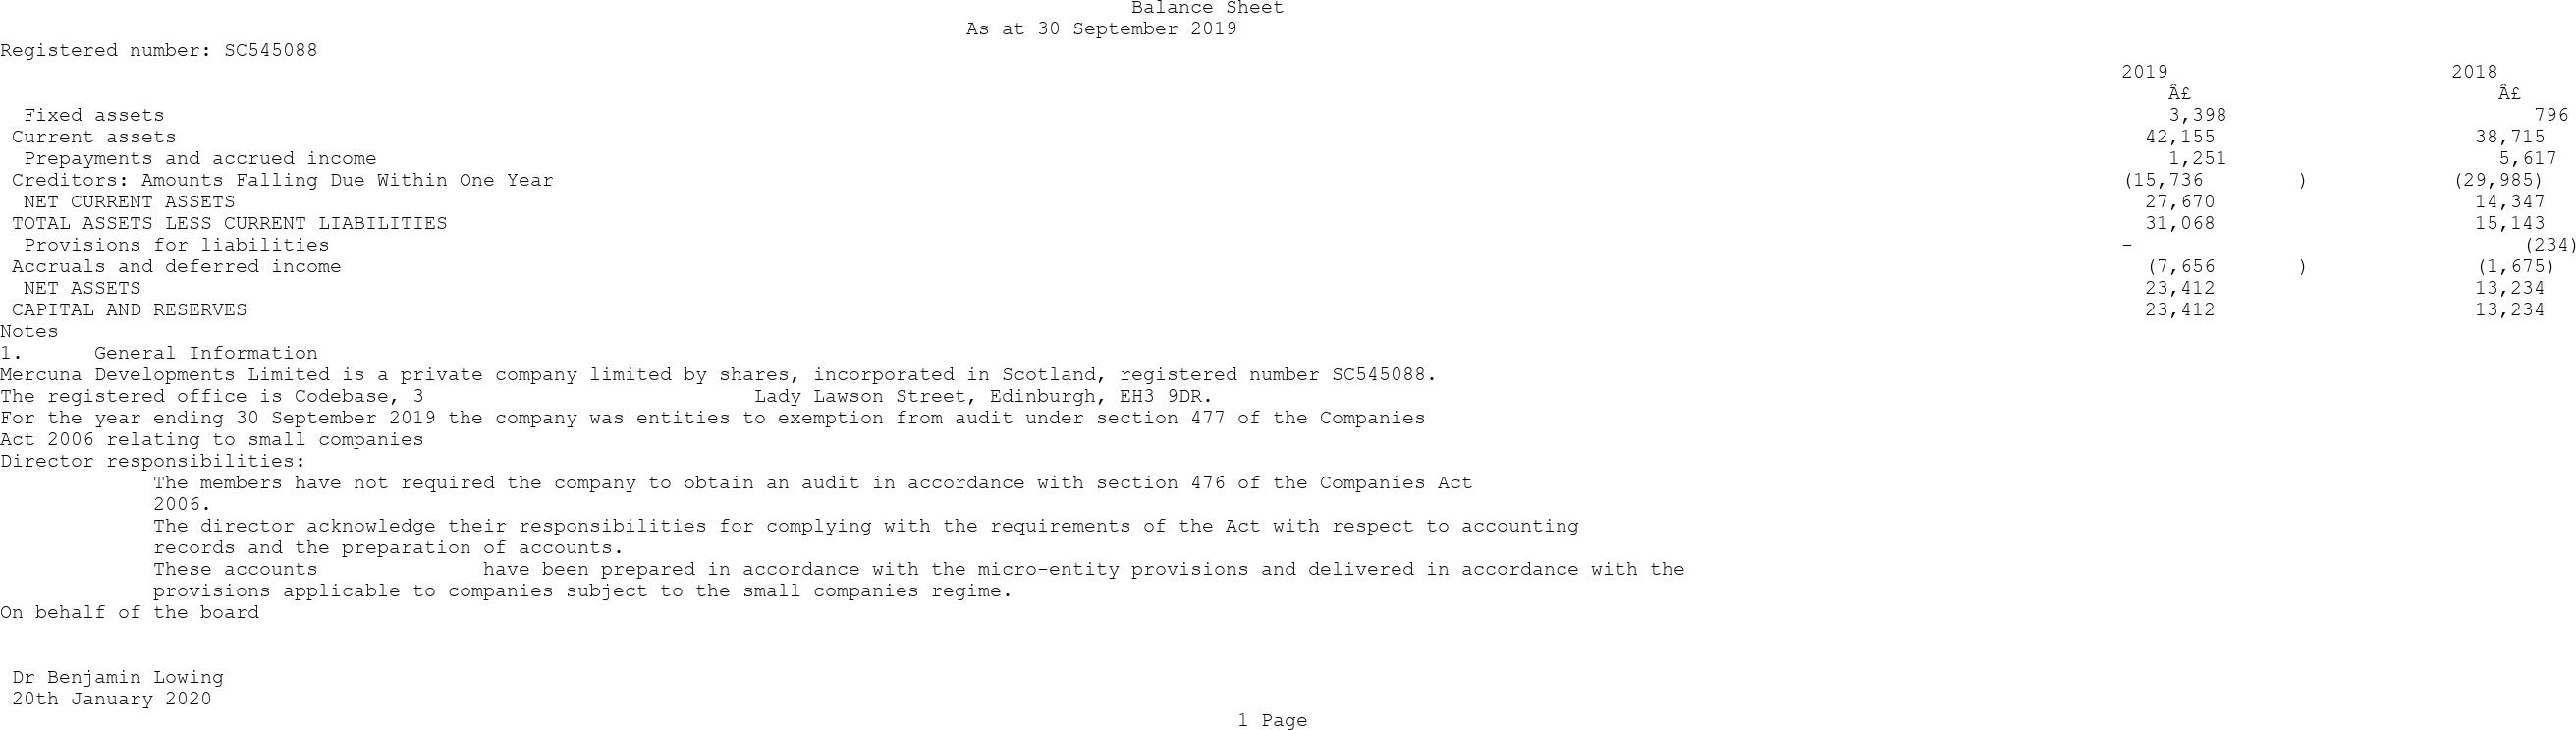 Balance Sheet
As at 30 September 2019
Registered number: SC545088
2019 2018
Â£ Â£
Fixed assets 3,398 796
Current assets 42,155 38,715
Prepayments and accrued income 1,251 5,617
Creditors: Amounts Falling Due Within One Year (15,736 ) (29,985)
NET CURRENT ASSETS 27,670 14,347
TOTAL ASSETS LESS CURRENT LIABILITIES 31,068 15,143
Provisions for liabilities - (234)
Accruals and deferred income (7,656 ) (1,675)
NET ASSETS 23,412 13,234
CAPITAL AND RESERVES 23,412 13,234
Notes
1. General Information
Mercuna Developments Limited is a private company limited by shares, incorporated in Scotland, registered number SC545088.
The registered office is Codebase, 3 Lady Lawson Street, Edinburgh, EH3 9DR.
For the year ending 30 September 2019 the company was entities to exemption from audit under section 477 of the Companies
Act 2006 relating to small companies
Director responsibilities:
The members have not required the company to obtain an audit in accordance with section 476 of the Companies Act
2006.
The director acknowledge their responsibilities for complying with the requirements of the Act with respect to accounting
records and the preparation of accounts.
These accounts have been prepared in accordance with the micro-entity provisions and delivered in accordance with the
provisions applicable to companies subject to the small companies regime.
On behalf of the board
Dr Benjamin Lowing
20th January 2020
1 Page